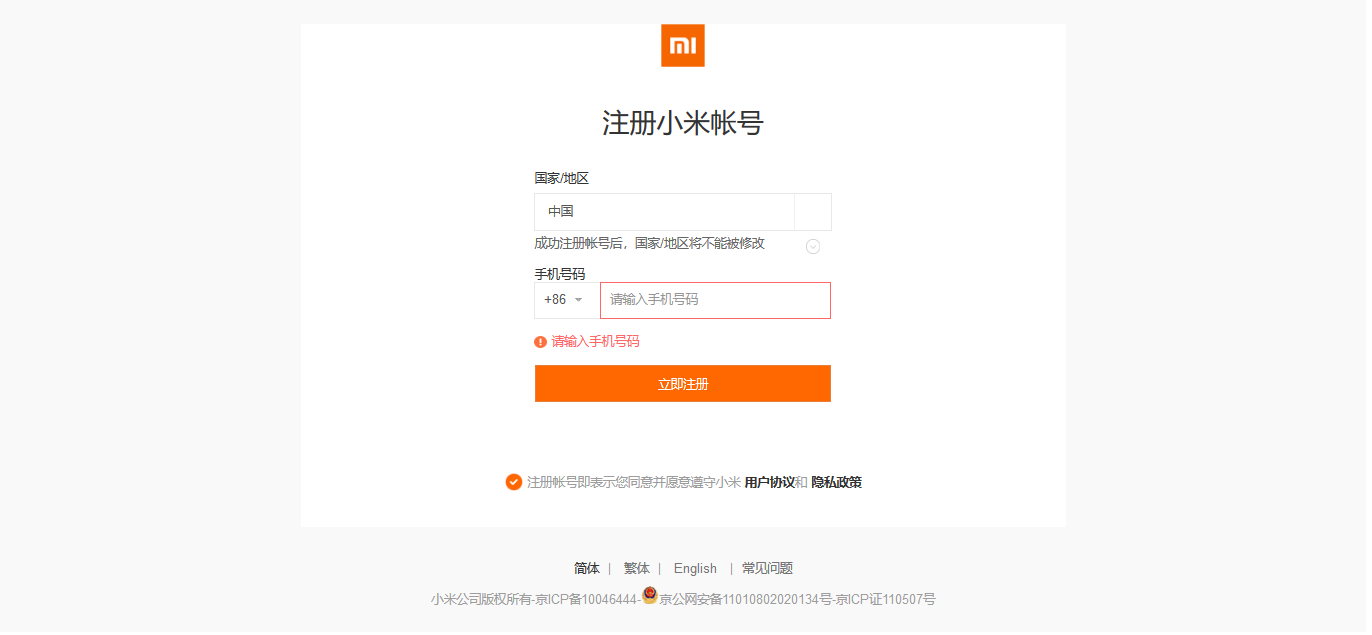 mi
注册小米帐号
国家/地区
中国
成功注册帐号后，国家/地区将不能被修改
手机号码
+86 请输入手机号码
请输入手机号码
立即注册
注册帐号即表示您同意并愿意遵守小米 用户协议和 隐私政策
简体 | 繁体 | English | 常见问题
小米公司版权所有-京ICP备10046444-京公网安备11010802020134号-京ICP证110507号